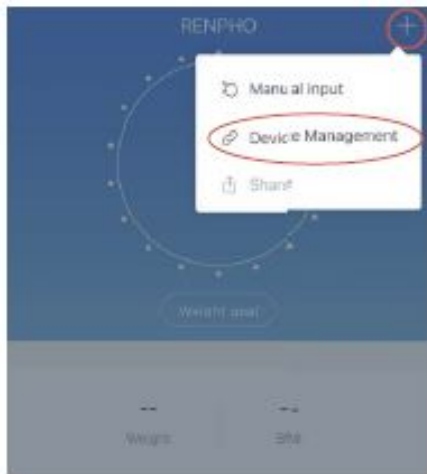 RENPHO
+
Manual input
Device Management
Share
Weight goal
-- --
Weight BMI